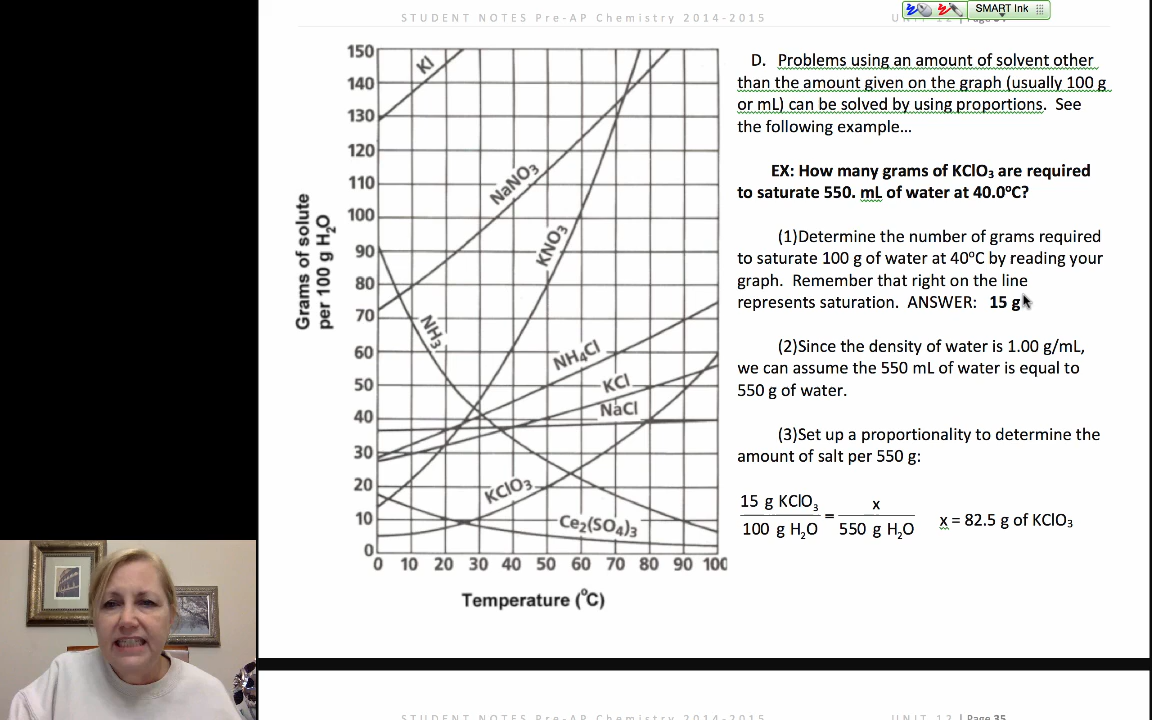 STUDENT NOTES Pre-AP Chemistry 2014-2015
SMART Ink
Grams of solute
per 100 g H₂O
150
140
130
120
110
100
90
80
70
60
50
40
30
20
10
0
KI
NaNO₃
KNO₃
NH₃
NH₄Cl
KCl
NaCl
KClO₃
Ce₂(SO₄)₃
0 10 20 30 40 50 60 70 80 90 100
Temperature (°C)
D. Problems using an amount of solvent other
than the amount given on the graph (usually 100 g
or mL) can be solved by using proportions. See
the following example...
EX: How many grams of KClO₃ are required
to saturate 550. mL of water at 40.0°C?
(1)Determine the number of grams required
to saturate 100 g of water at 40°C by reading your
graph. Remember that right on the line
represents saturation. ANSWER: 15 g
(2)Since the density of water is 1.00 g/mL,
we can assume the 550 mL of water is equal to
550 g of water.
(3)Set up a proportionality to determine the
amount of salt per 550 g:
15 g KClO₃ = x
100 g H₂O 550 g H₂O
x = 82.5 g of KClO₃
STUDENT NOTES Pre-AP Chemistry 2014-2015
UNIT 12 | Page 35